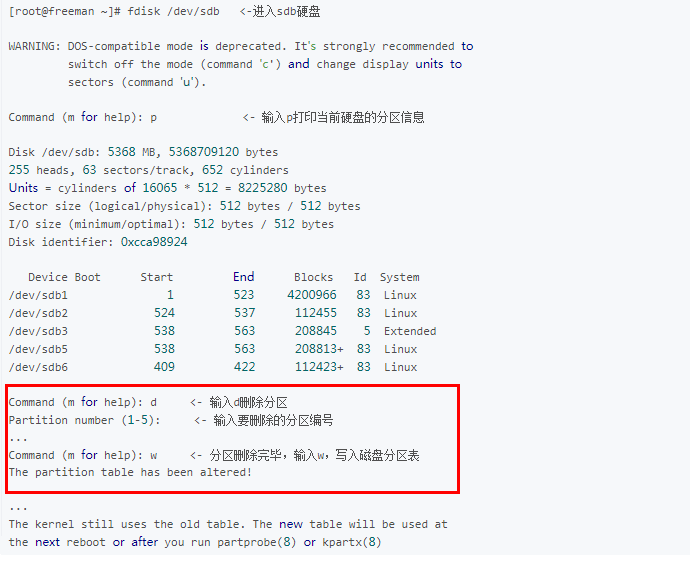 [root@freeman ~]# fdisk /dev/sdb   <-进入sdb硬盘
WARNING: DOS-compatible mode is deprecated. It's strongly recommended to
         switch off the mode (command 'c') and change display units to
         sectors (command 'u').
Command (m for help): p             <- 输入p打印当前硬盘的分区信息
Disk /dev/sdb: 5368 MB, 5368709120 bytes
255 heads, 63 sectors/track, 652 cylinders
Units = cylinders of 16065 * 512 = 8225280 bytes
Sector size (logical/physical): 512 bytes / 512 bytes
I/O size (minimum/optimal): 512 bytes / 512 bytes
Disk identifier: 0xcca98924
   Device Boot      Start         End      Blocks   Id  System
/dev/sdb1               1         523     4200966   83  Linux
/dev/sdb2             524         537      112455   83  Linux
/dev/sdb3             538         563      208845    5  Extended
/dev/sdb5             538         563      208813+  83  Linux
/dev/sdb6             409         422      112423+  83  Linux
Command (m for help): d     <- 输入d删除分区
Partition number (1-5):     <- 输入要删除的分区编号
...
Command (m for help): w     <- 分区删除完毕，输入w，写入磁盘分区表
The partition table has been altered!
...
The kernel still uses the old table. The new table will be used at
the next reboot or after you run partprobe(8) or kpartx(8)